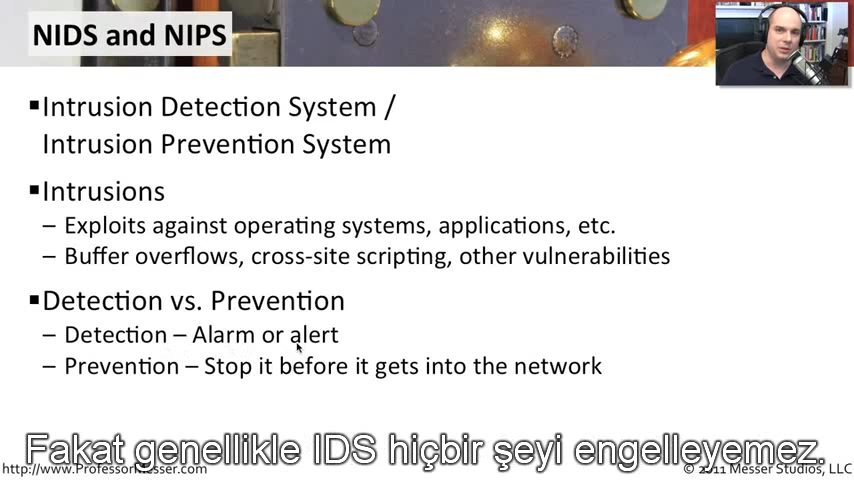 NIDS and NIPS
▪Intrusion Detection System /
Intrusion Prevention System
▪Intrusions
– Exploits against operating systems, applications, etc.
– Buffer overflows, cross-site scripting, other vulnerabilities
▪Detection vs. Prevention
– Detection – Alarm or alert
– Prevention – Stop it before it gets into the network
Fakat genellikle IDS hiçbir şeyi engelleyemez.
http://www.ProfessorMesser.com
© 2011 Messer Studios, LLC